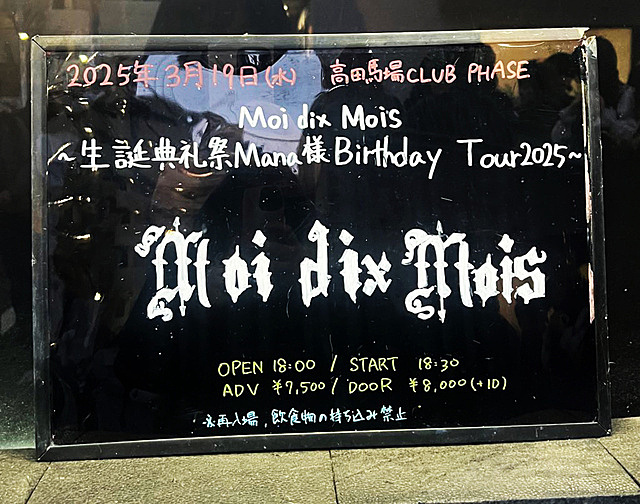 2025年3月19日(水) 高田馬場CLUB PHASE
Moi dix Mois
~生誕典礼祭Mana様Birthday Tour2025~
Moi dix Mois
OPEN 18:00 / START 18:30
ADV ¥7,500 / DOOR ¥8,000(+1D)
※再入場,飲食物の持ち込み禁止